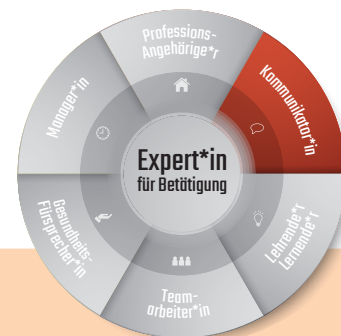 Professions-
Angehörige*r
Kommunikator*in
Lehrende*r
Lernende*r
Team-
arbeiter*in
Gesundheits-
Fürsprecher*in
Manager*in
Expert*in
für Betätigung